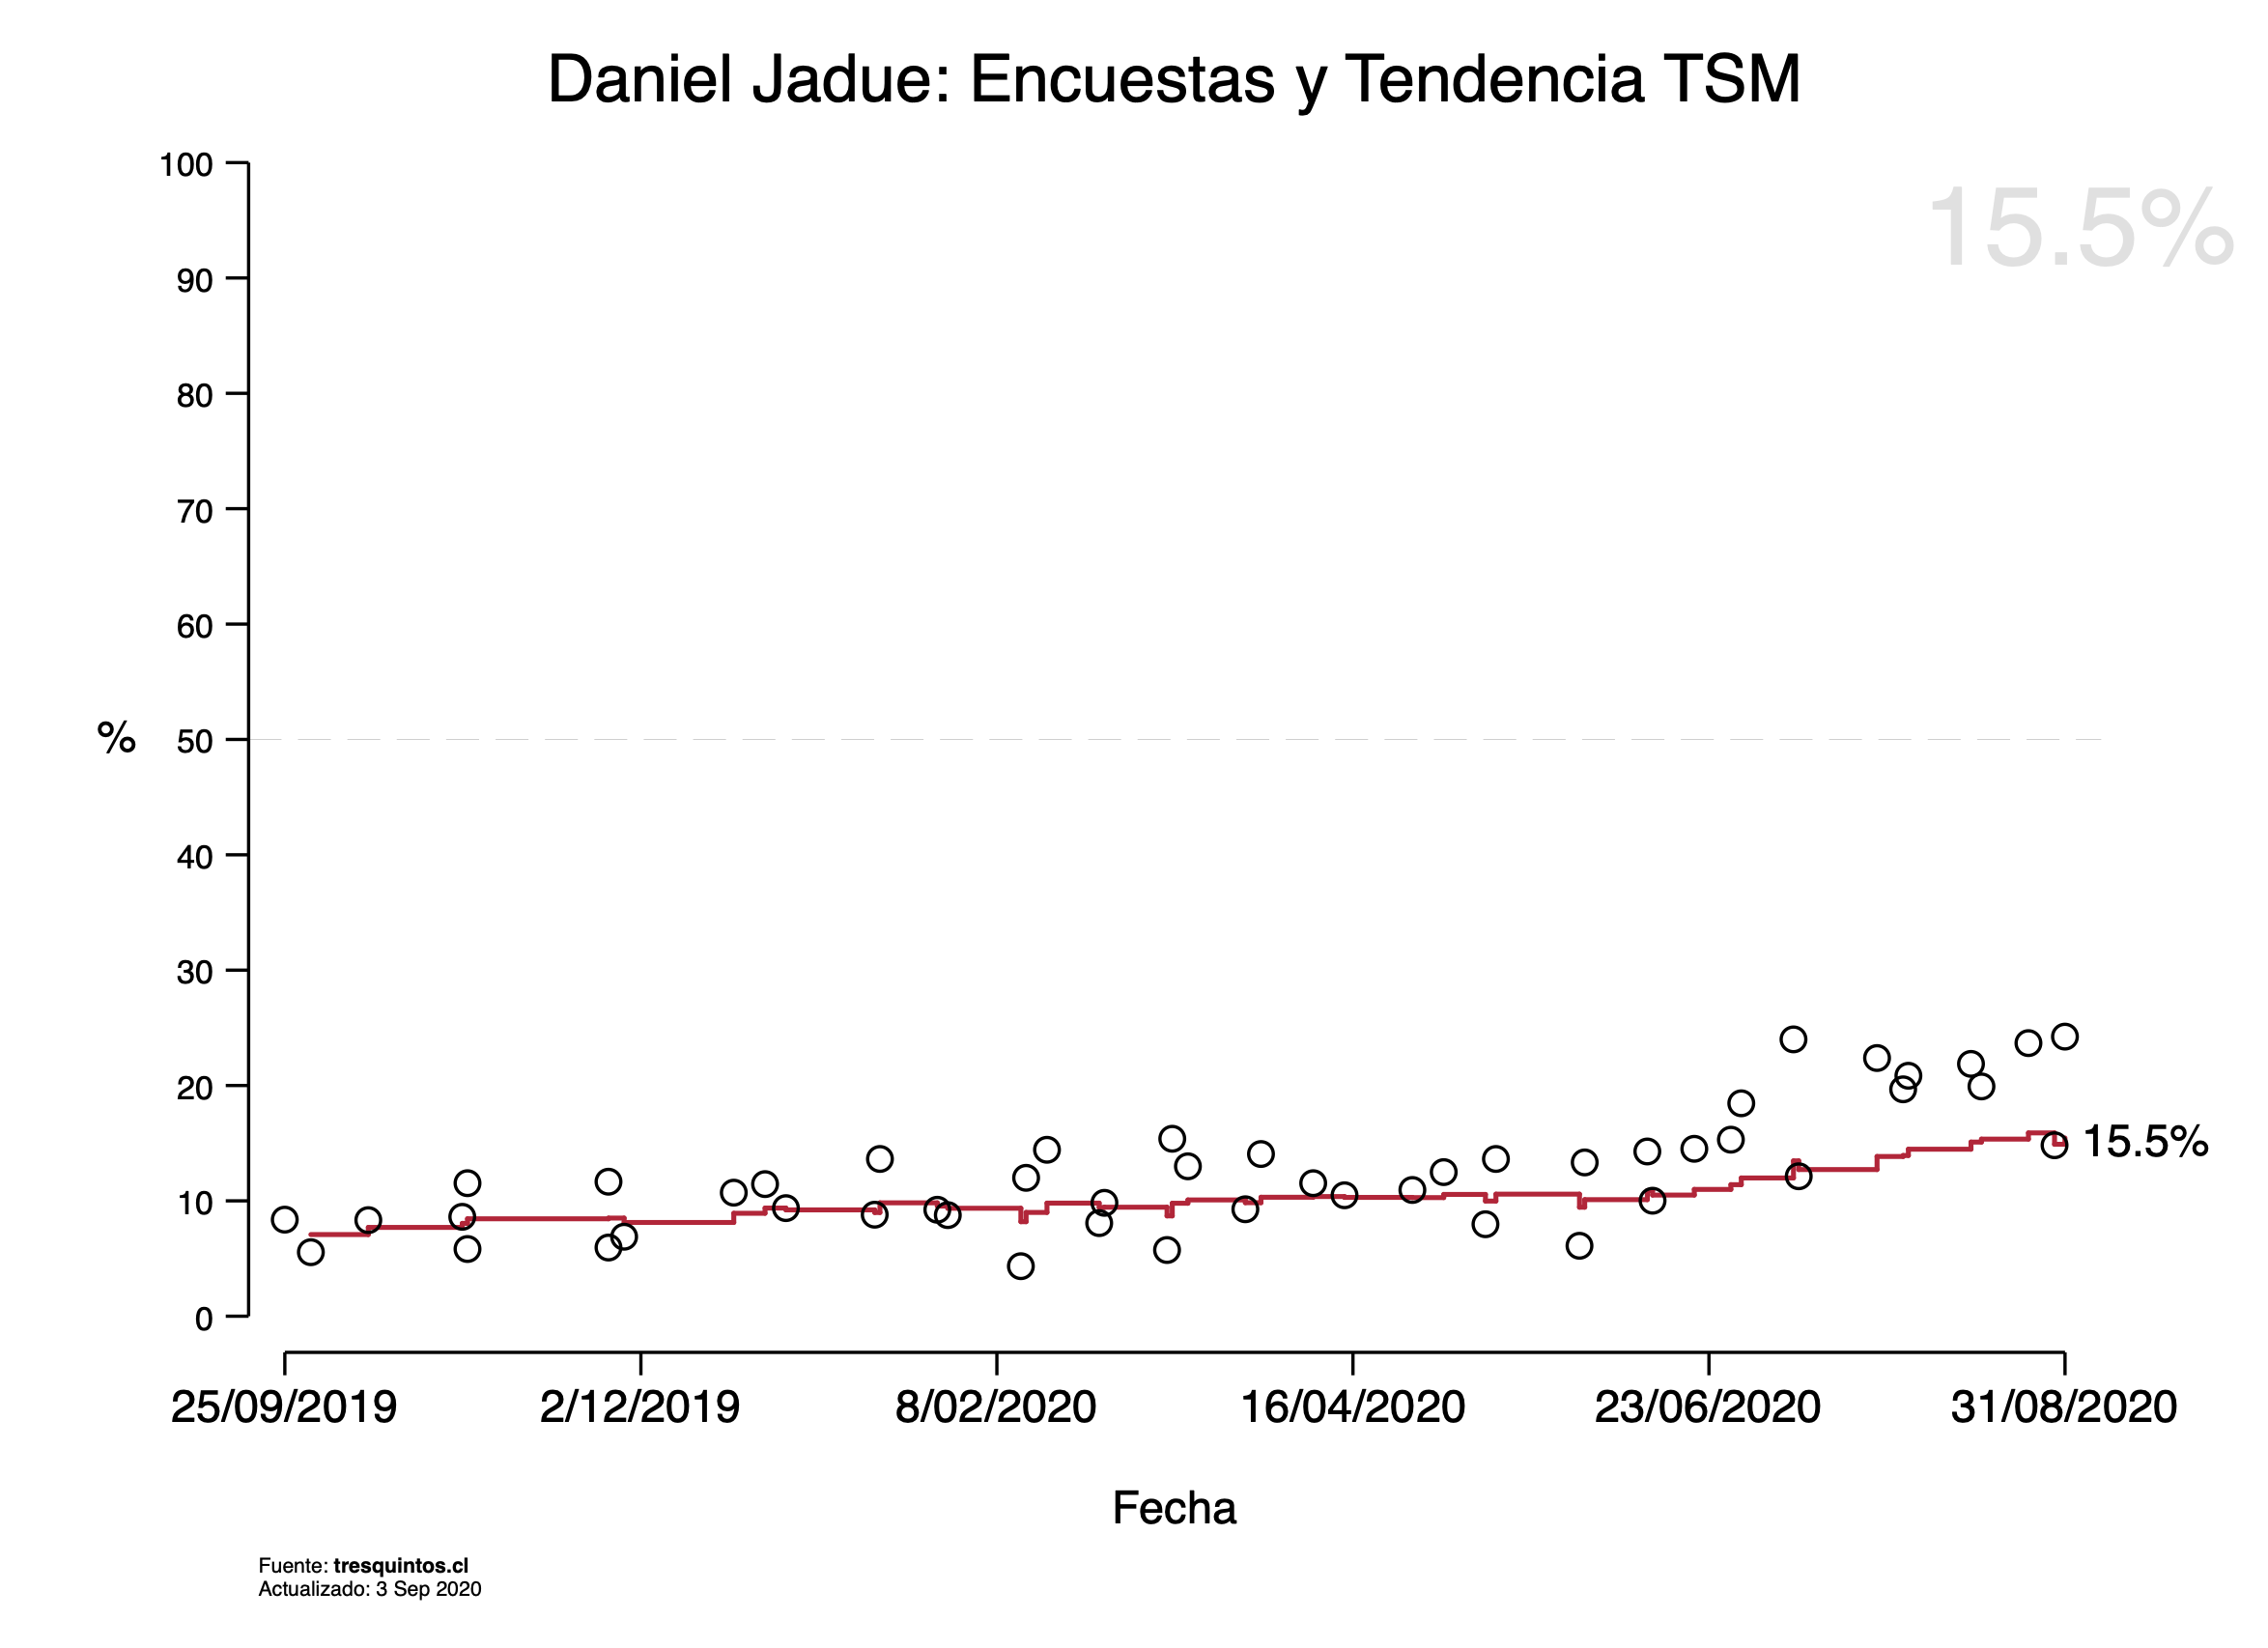 Daniel Jadue: Encuestas y Tendencia TSM
15.5%
100
90
80
70
60
% 50
40
30
20
10
0
15.5%
25/09/2019 2/12/2019 8/02/2020 16/04/2020 23/06/2020 31/08/2020
Fecha
Fuente: tresquintos.cl
Actualizado: 3 Sep 2020